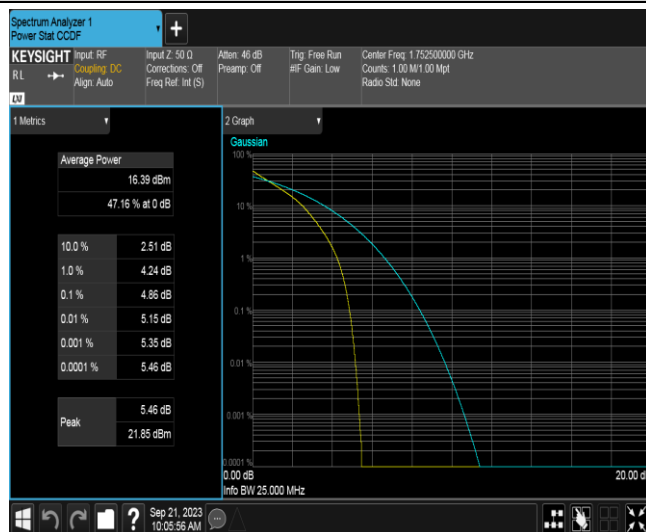 Spectrum Analyzer 1
Power Stat CCDF
+
KEYSIGHT
RL
LXI
Input: RF
Coupling: DC
Align: Auto
Input Z: 50 Ω
Corrections: Off
Freq Ref: Int (S)
Atten: 46 dB
Preamp: Off
Trig: Free Run
#IF Gain: Low
Center Freq: 1.752500000 GHz
Counts: 1.00 M/1.00 Mpt
Radio Std: None
1 Metrics
Average Power
16.39 dBm
47.16 % at 0 dB
10.0 % 2.51 dB
1.0 % 4.24 dB
0.1 % 4.86 dB
0.01 % 5.15 dB
0.001 % 5.35 dB
0.0001 % 5.46 dB
Peak
5.46 dB
21.85 dBm
2 Graph
Gaussian
100 %
10 %
1 %
0.1 %
0.01 %
0.001 %
0.0001 %
0.00 dB
20.00 d
Info BW 25.000 MHz
?
Sep 21, 2023
10:05:56 AM